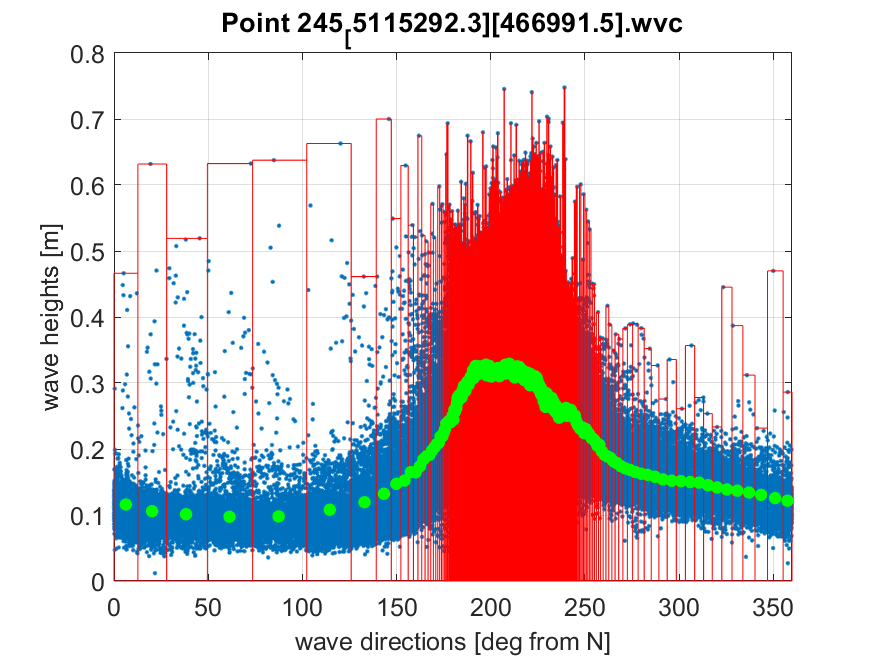 Point 245[5115292.3][466991.5].wvc
0.8
0.7
0.6
0.5
0.4
0.3
0.2
0.1
0
wave heights [m]
0 50 100 150 200 250 300 350
wave directions [deg from N]